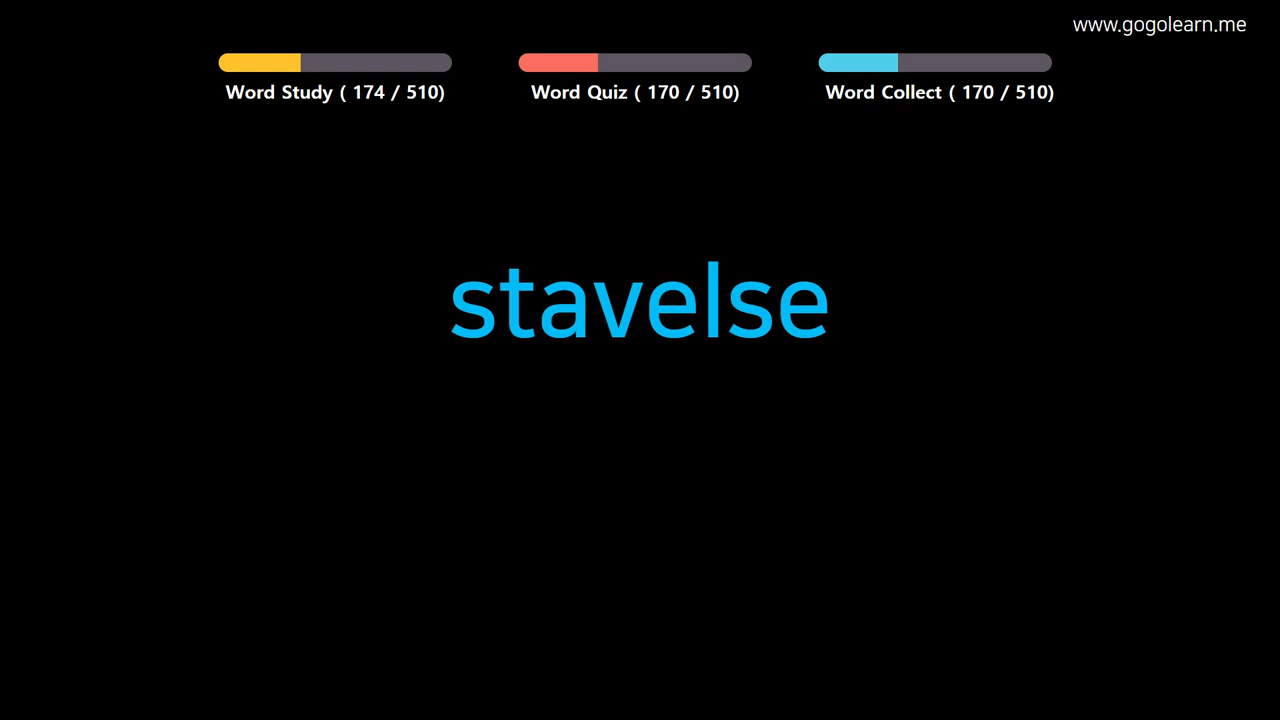 www.gogolearn.me
Word Study ( 174 / 510)
Word Quiz ( 170 / 510)
Word Collect ( 170 / 510)
stavelse